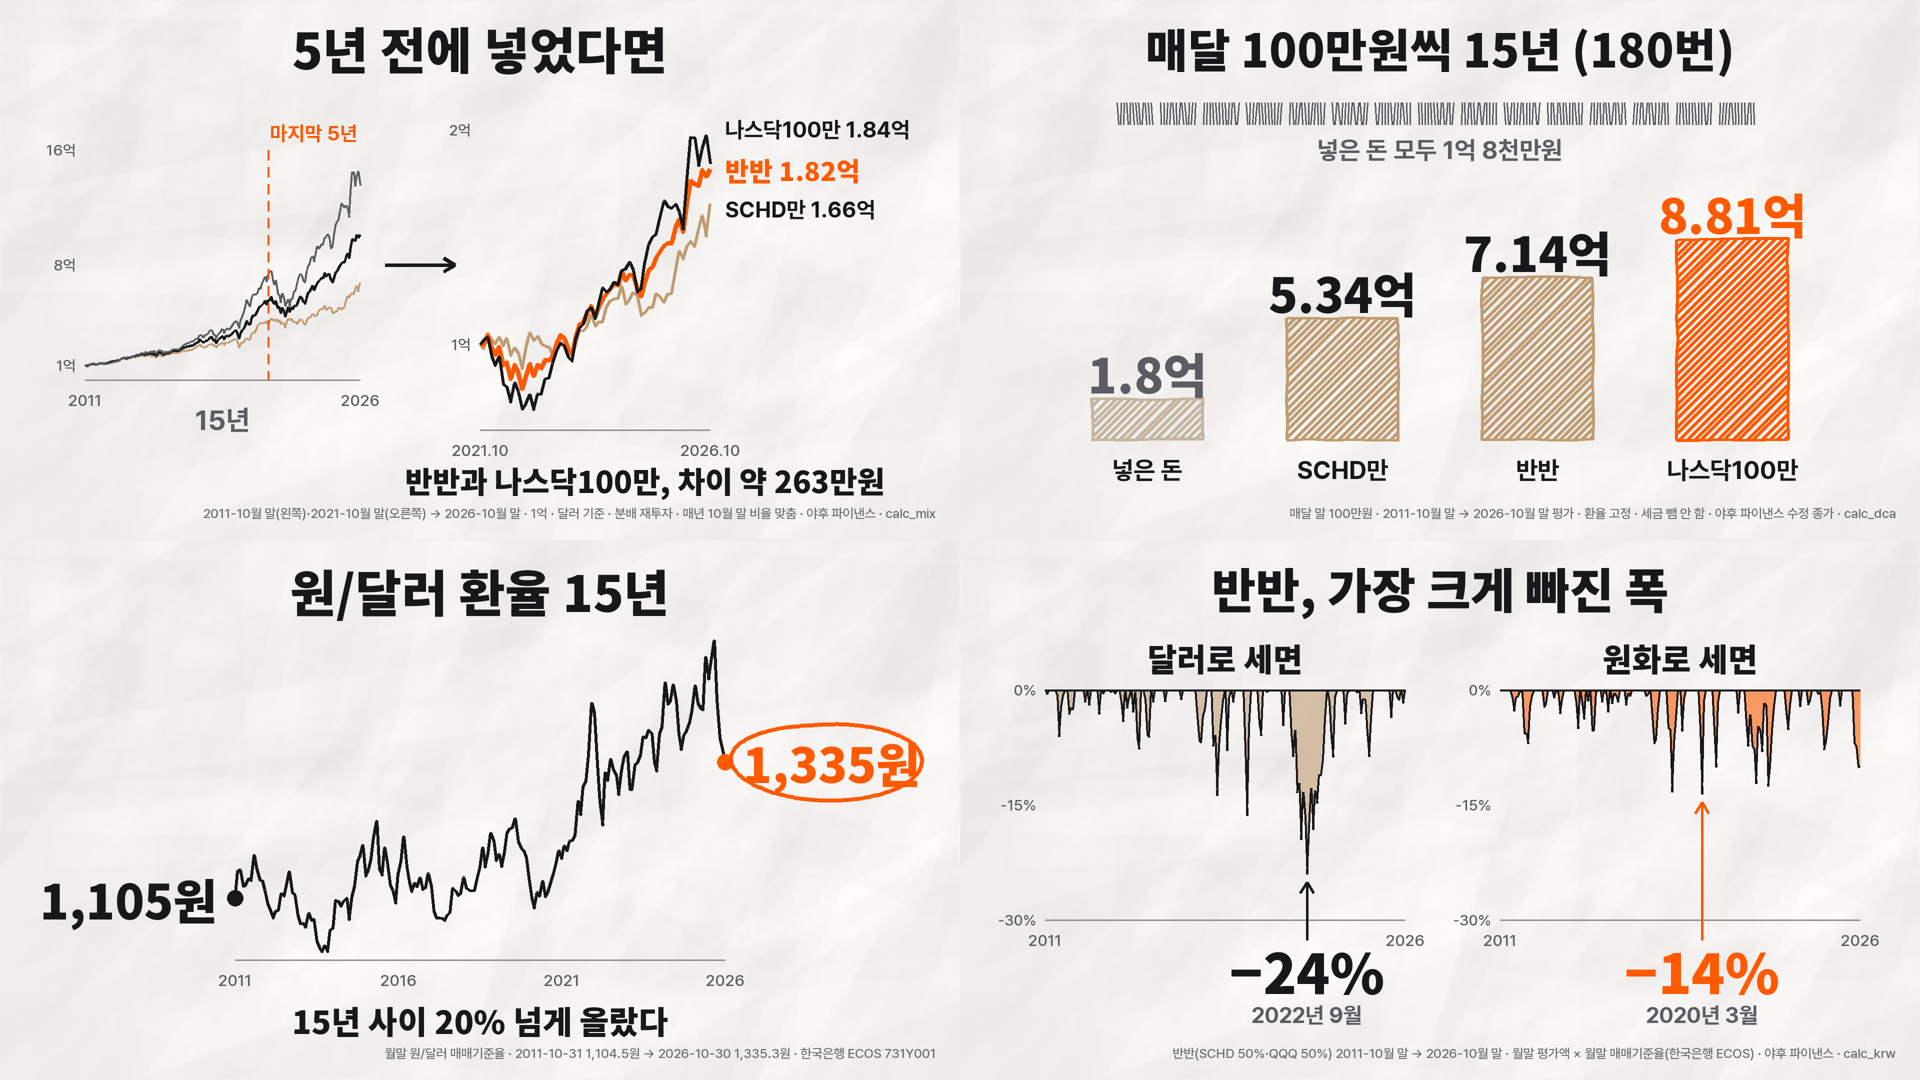 5년 전에 넣었다면
마지막 5년
16억
8억
1억
2011
2026
15년
2억
1억
나스닥100만 1.84억
반반 1.82억
SCHD만 1.66억
2021.10
2026.10
반반과 나스닥100만, 차이 약 263만원
2011-10월 말(왼쪽)·2021-10월 말(오른쪽) → 2026-10월 말 · 1억 · 달러 기준 · 분배 재투자 · 매년 10월 말 비율 맞춤 · 야후 파이낸스 · calc_mix
매달 100만원씩 15년 (180번)
넣은 돈 모두 1억 8천만원
1.8억
5.34억
7.14억
8.81억
넣은 돈
SCHD만
반반
나스닥100만
매달 말 100만원 · 2011-10월 말 → 2026-10월 말 평가 · 환율 고정 · 세금 뺌 안 함 · 야후 파이낸스 수정 종가 · calc_dca
원/달러 환율 15년
1,105원
1,335원
2011
2016
2021
2026
15년 사이 20% 넘게 올랐다
월말 원/달러 매매기준율 · 2011-10-31 1,104.5원 → 2026-10-30 1,335.3원 · 한국은행 ECOS 731Y001
반반, 가장 크게 빠진 폭
달러로 세면
0%
-15%
-30%
2011
2026
−24%
2022년 9월
원화로 세면
0%
-15%
-30%
2011
2026
−14%
2020년 3월
반반(SCHD 50%·QQQ 50%) 2011-10월 말 → 2026-10월 말 · 월말 평가액 × 월말 매매기준율(한국은행 ECOS) · 야후 파이낸스 · calc_krw